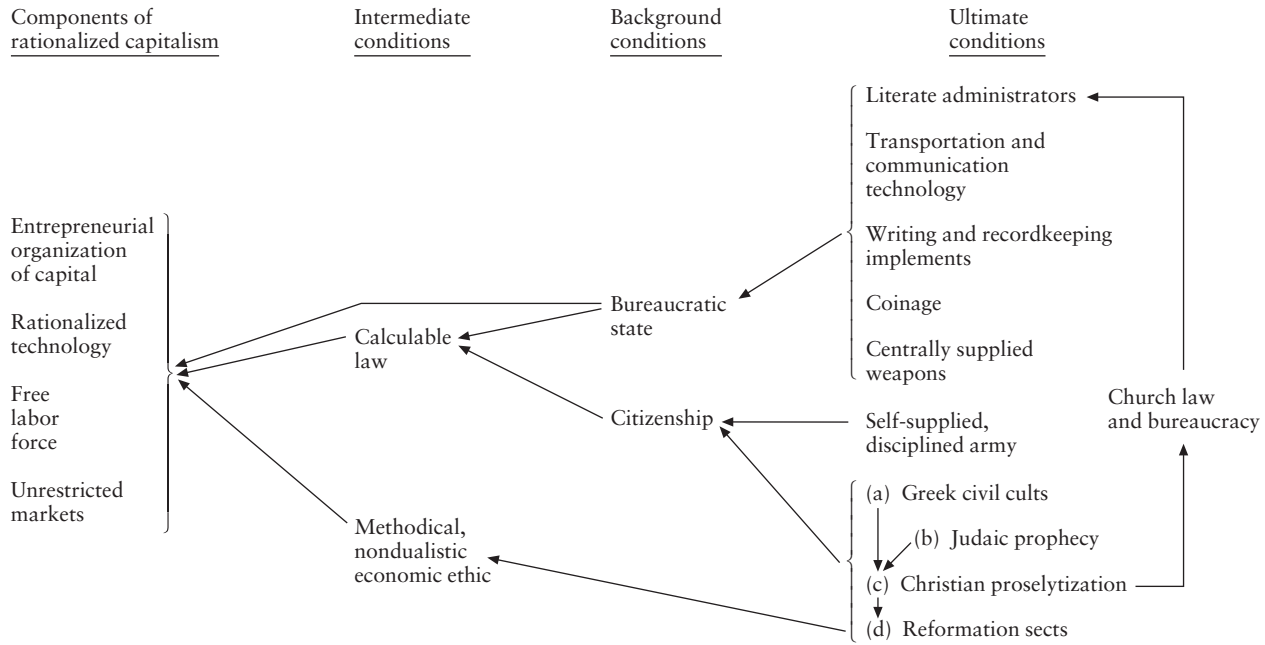 Components of
rationalized capitalism
Intermediate
conditions
Background
conditions
Ultimate
conditions
Entrepreneurial
organization
of capital
Rationalized
technology
Free
labor
force
Unrestricted
markets
Calculable
law
Methodical,
nondualistic
economic ethic
Bureaucratic
state
Citizenship
Literate administrators
Transportation and
communication
technology
Writing and recordkeeping
implements
Coinage
Centrally supplied
weapons
Self-supplied,
disciplined army
(a) Greek civil cults
(b) Judaic prophecy
(c) Christian proselytization
(d) Reformation sects
Church law
and bureaucracy